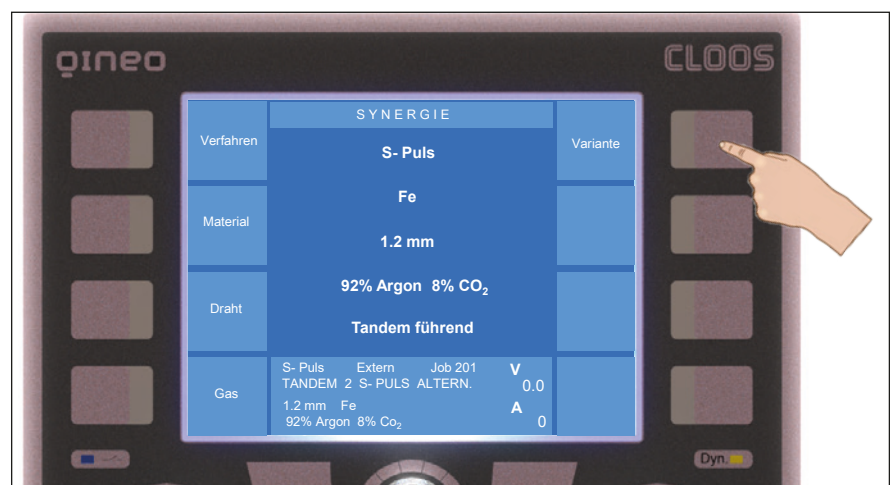 QINEO
CLOOS
SYNERGIE
Verfahren
S- Puls
Variante
Fe
Material
1.2 mm
92% Argon 8% CO₂
Draht
Tandem führend
Gas
S- Puls Extern Job 201 V
TANDEM 2 S- PULS ALTERN. 0.0
1.2 mm Fe A
92% Argon 8% Co₂ 0
Dyn.